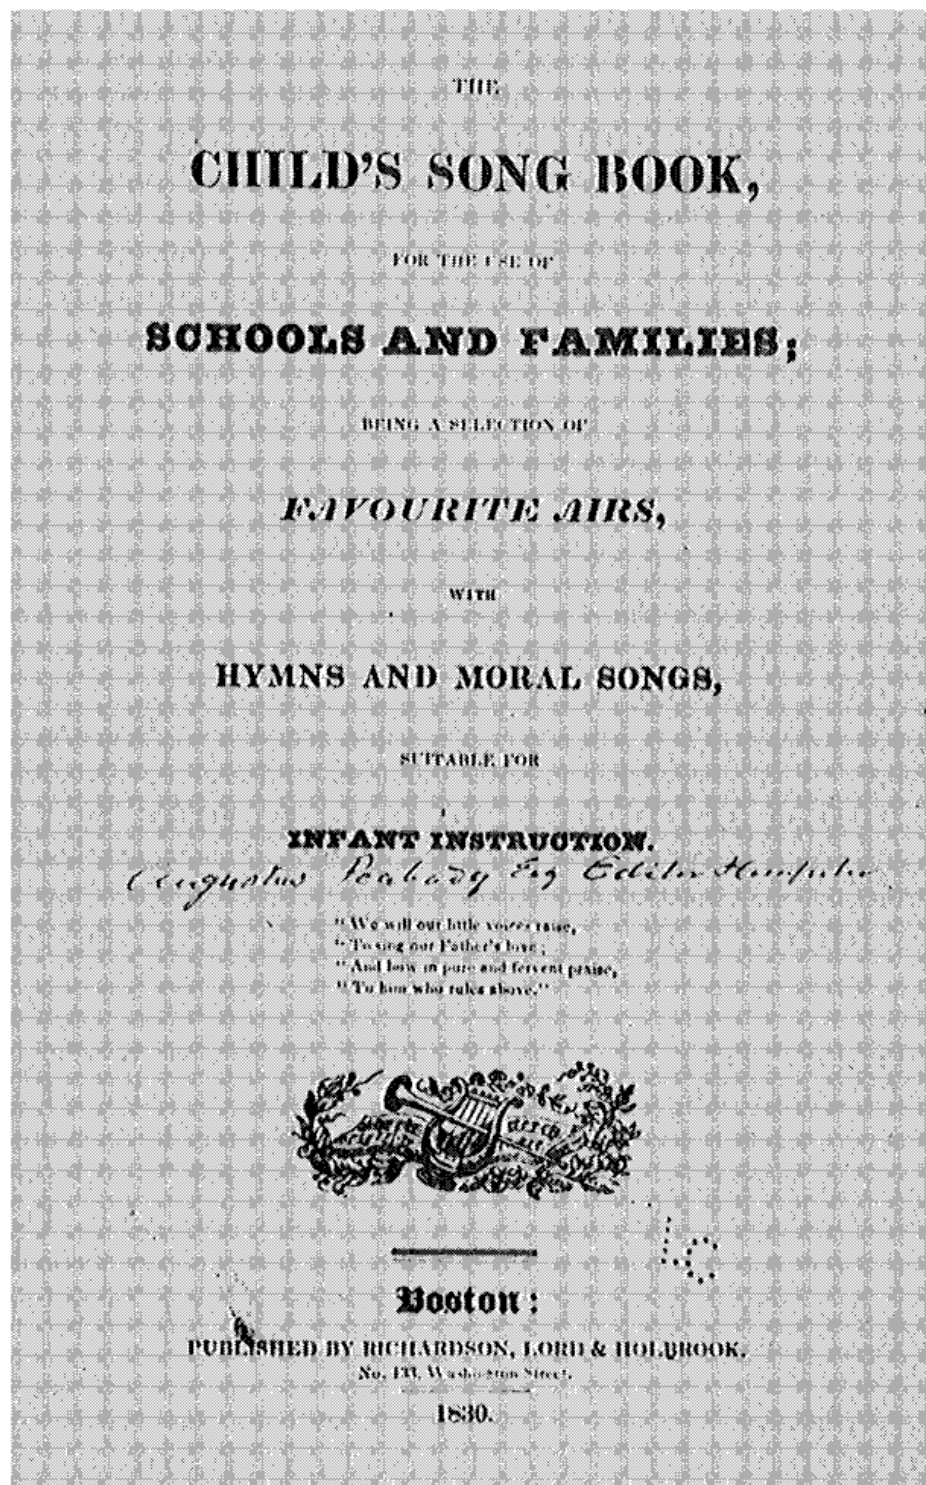 THE
CHILD'S SONG BOOK,
FOR THE USE OF
SCHOOLS AND FAMILIES;
BEING A SELECTION OF
FAVOURITE AIRS,
WITH
HYMNS AND MORAL SONGS,
SUITABLE FOR
INFANT INSTRUCTION.
Augustus Peabody Esq Editor
"We will our little voices raise,
"To sing our Father's love;
"And bow in pure and fervent praise,
"To him who rules above."
LC
Boston:
PUBLISHED BY RICHARDSON, LORD & HOLBROOK,
No. 133, Washington Street.
1830.